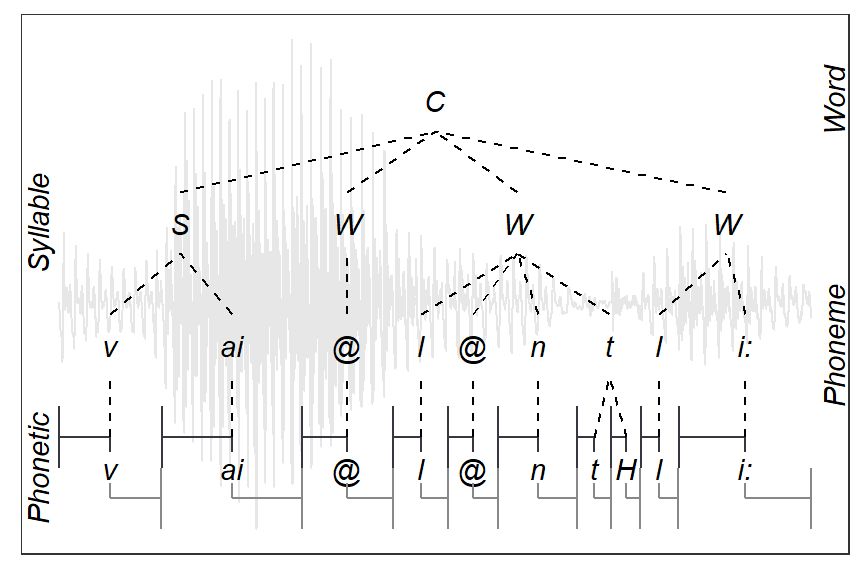 Word
C
Syllable
S W W W
Phoneme
v ai @ l @ n t l i:
Phonetic
v ai @ l @ n t H l i: